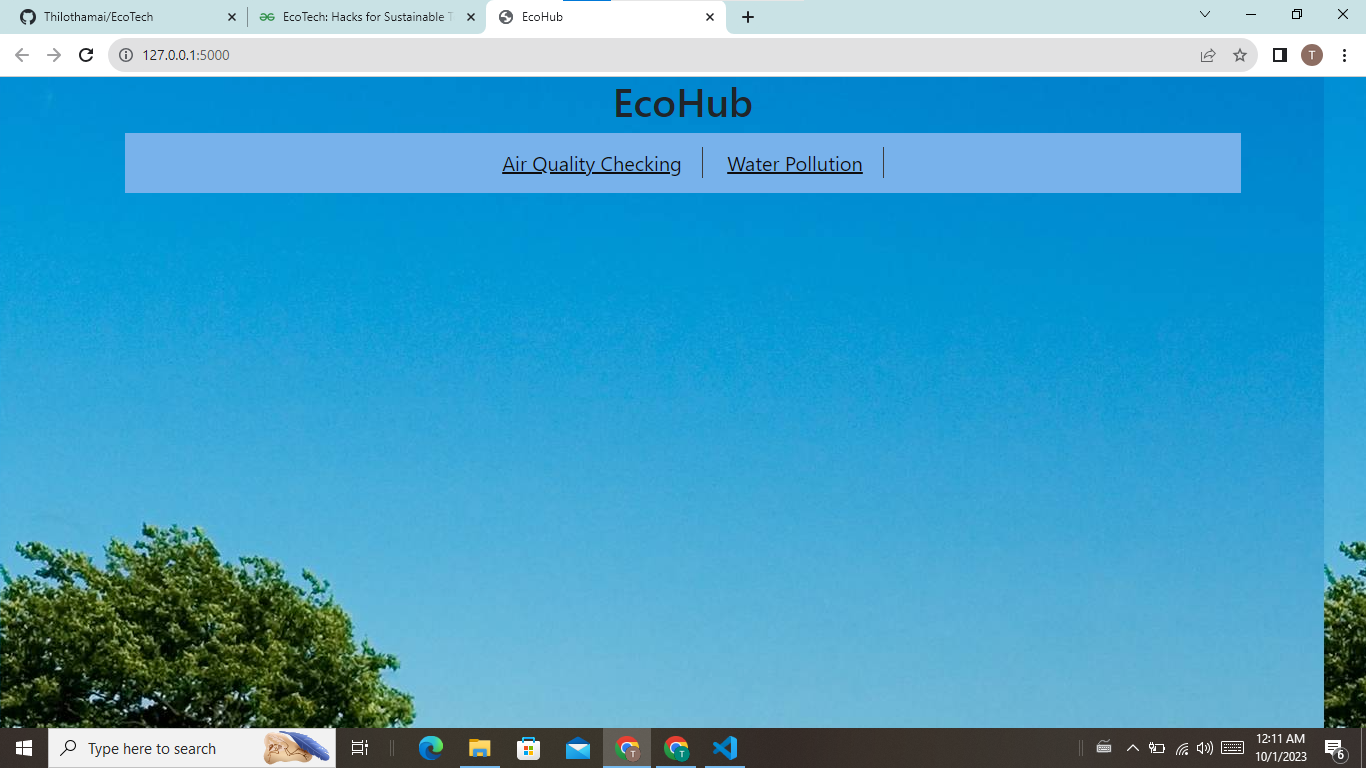 Thilothamai/EcoTech
EcoTech: Hacks for Sustainable T
EcoHub
127.0.0.1:5000
T
EcoHub
Air Quality Checking
Water Pollution
Type here to search
T
T
12:11 AM
10/1/2023
6